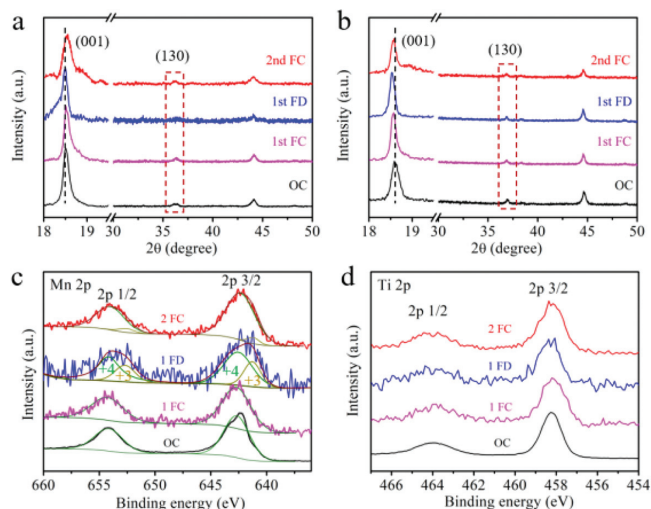 a
(001)
(130)
2nd FC
1st FD
1st FC
OC
Intensity (a.u.)
18 19 30 35 40 45 50
2θ (degree)
b
(001)
(130)
2nd FC
1st FD
1st FC
OC
Intensity (a.u.)
18 19 30 35 40 45 50
2θ (degree)
c
Mn 2p
2p 1/2
2p 3/2
2 FC
1 FD
+4
+3
+4
+3
1 FC
OC
Intensity (a.u.)
660 655 650 645 640
Binding energy (eV)
d
Ti 2p
2p 1/2
2p 3/2
2 FC
1 FD
1 FC
OC
Intensity (a.u.)
466 464 462 460 458 456 454
Binding energy (eV)